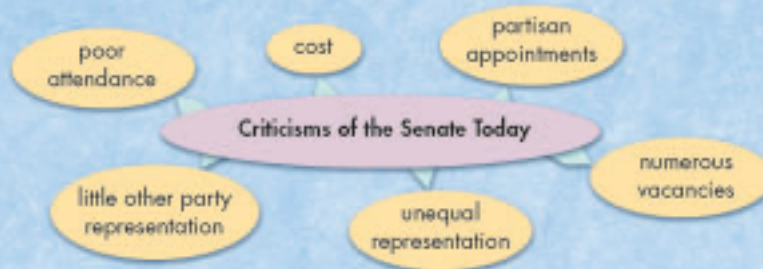 poor
attendance
cost
partisan
appointments
Criticisms of the Senate Today
little other party
representation
unequal
representation
numerous
vacancies